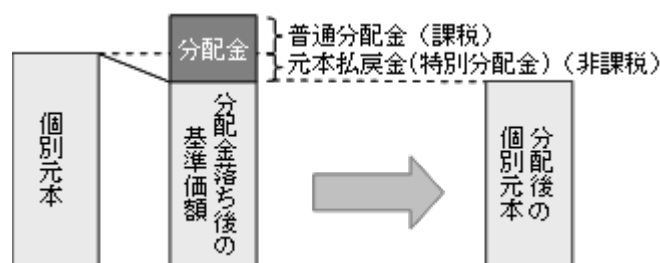 分配金
普通分配金（課税）
元本払戻金(特別分配金)（非課税）
個別元本
分配金落ち後の
基準価額
分配後の
個別元本